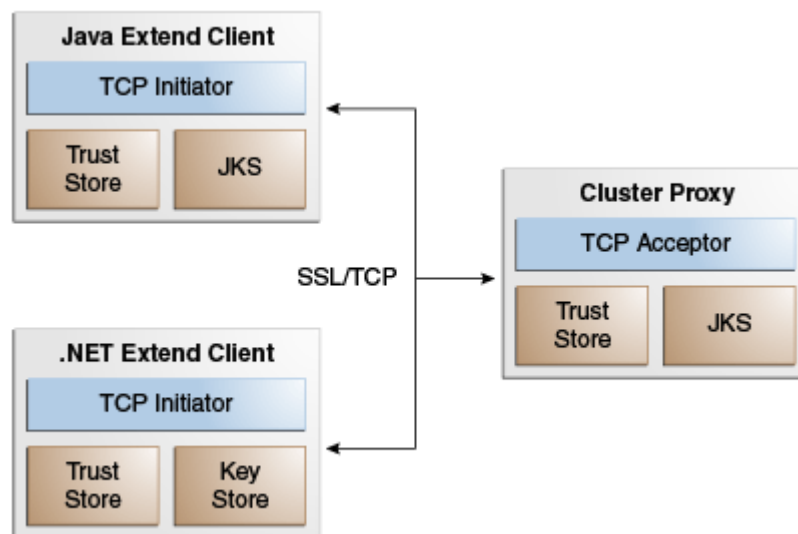 Java Extend Client
TCP Initiator
Trust
Store
JKS
SSL/TCP
.NET Extend Client
TCP Initiator
Trust
Store
Key
Store
Cluster Proxy
TCP Acceptor
Trust
Store
JKS